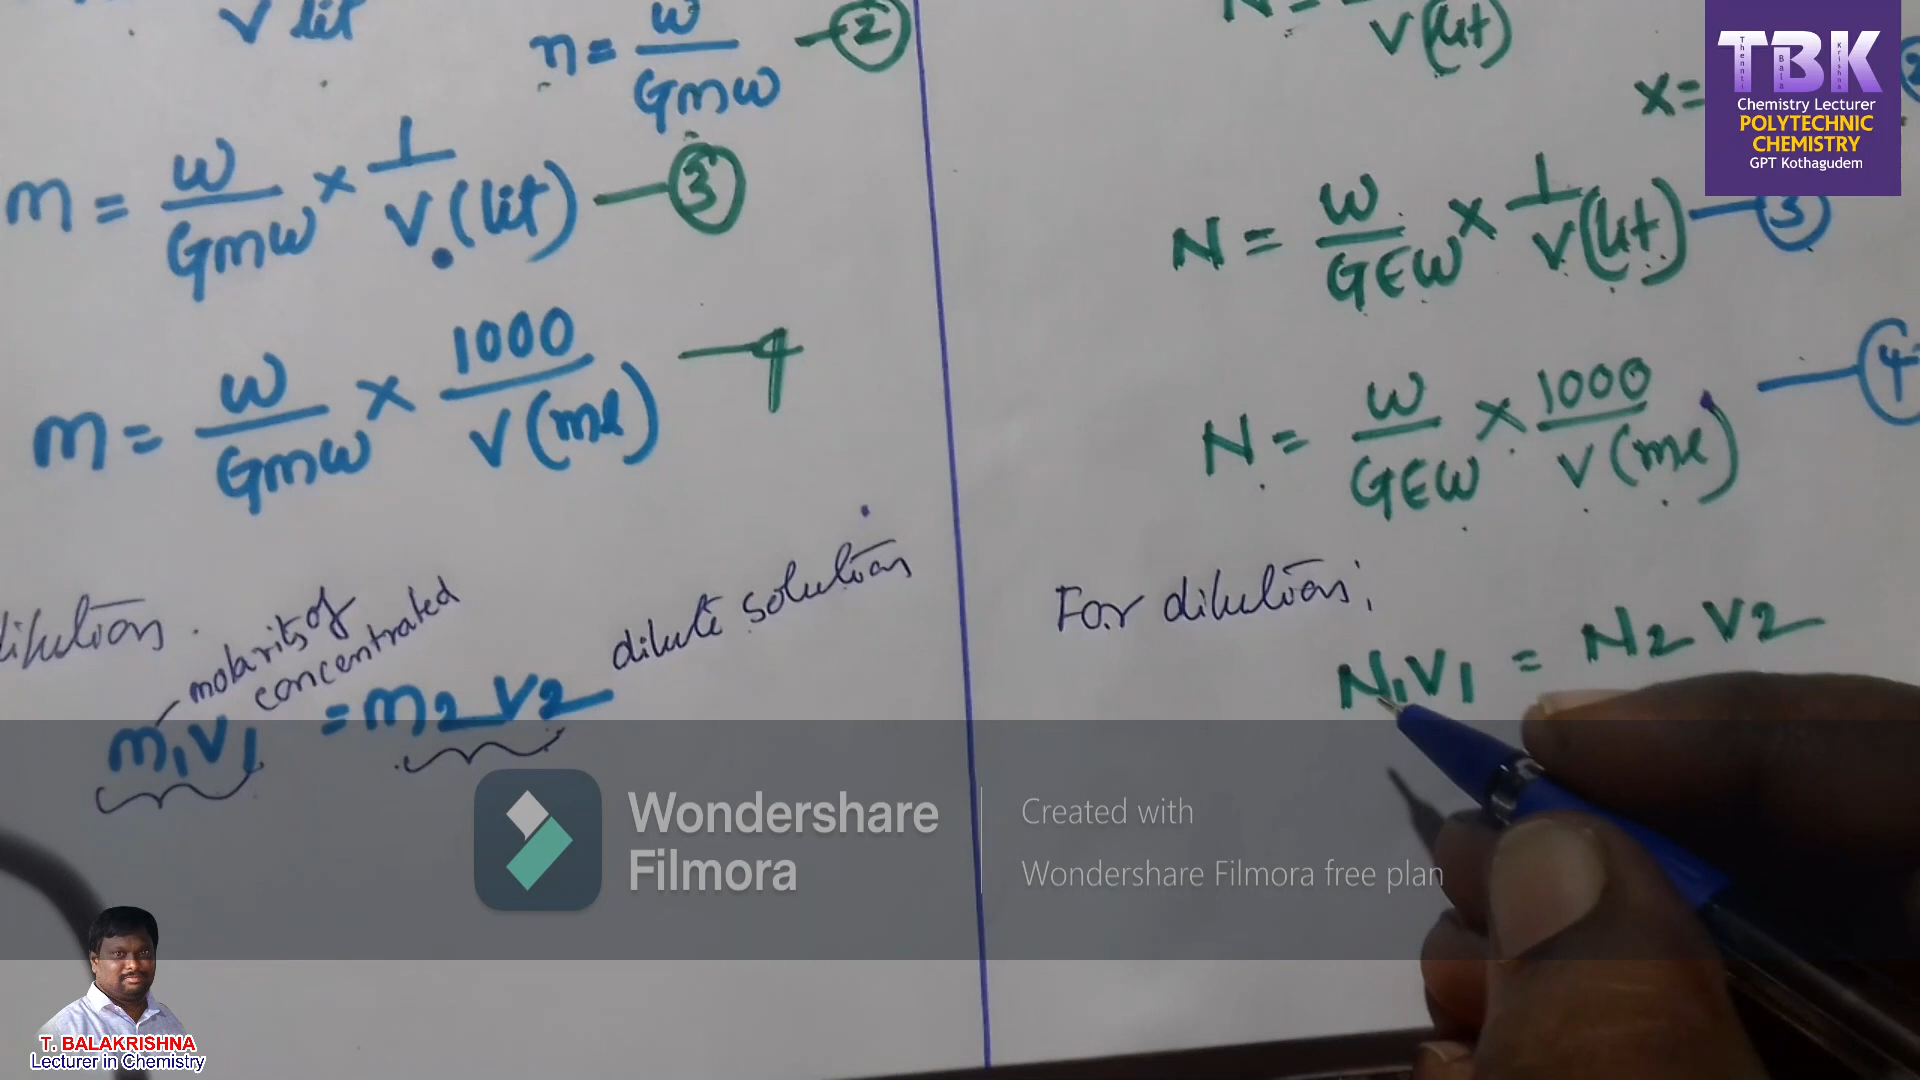 V lit
n = w/GMW —②
m = w/GMW × 1/V(lit) —③
m = w/GMW × 1000/V(ml) —4
dilution
molarity of
concentrated
dilute solution
m₁V₁ = m₂V₂
V(lit)
x=
N = w/GEW × 1/V(lit) —③
N = w/GEW × 1000/V(ml) —④
For dilution;
N₁V₁ = N₂V₂
TBK
Chemistry Lecturer
POLYTECHNIC
CHEMISTRY
GPT Kothagudem
Wondershare
Filmora
Created with
Wondershare Filmora free plan
T. BALAKRISHNA
Lecturer in Chemistry